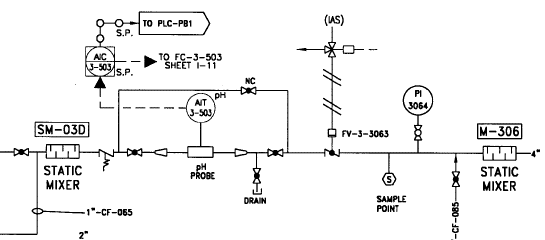 TO PLC-PB1
S.P.
(IAS)
AIC
3-503
S.P.
TO FC-3-503
SHEET I-11
NC
pH
AIT
3-503
PI
3064
SM-03D
FV-3-3063
M-306
4"
STATIC
MIXER
pH
PROBE
DRAIN
S
SAMPLE
POINT
STATIC
MIXER
1"-CF-065
2"
-CF-085